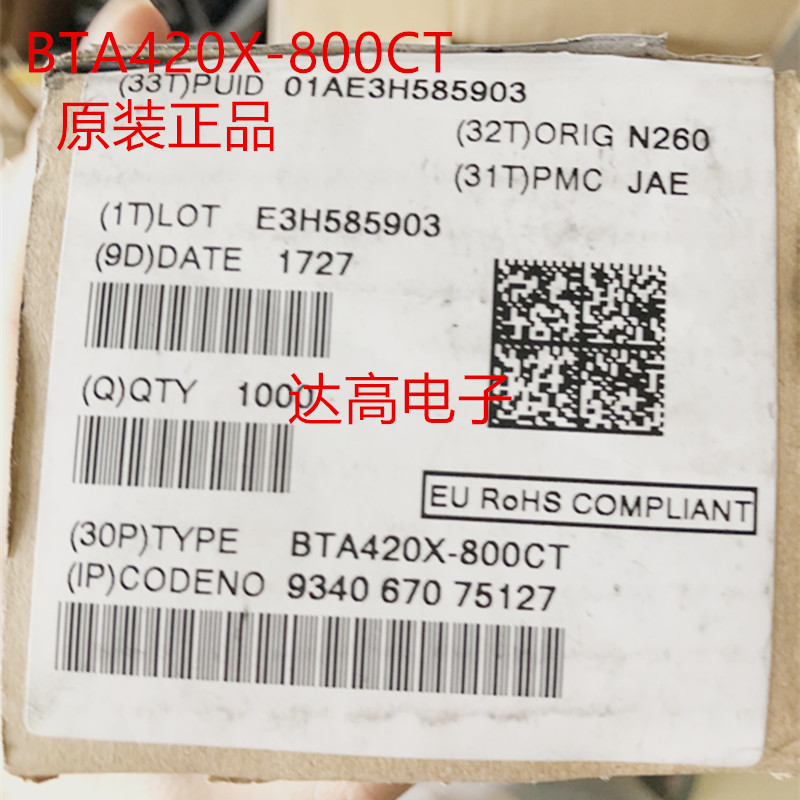 BTA420X-800CT
(33T)PUID 01AE3H585903
原装正品
(32T)ORIG N260
(31T)PMC JAE
(1T)LOT E3H585903
(9D)DATE 1727
(Q)QTY 1000
达高电子
EU RoHS COMPLIANT
(30P)TYPE BTA420X-800CT
(IP)CODENO 9340 670 75127